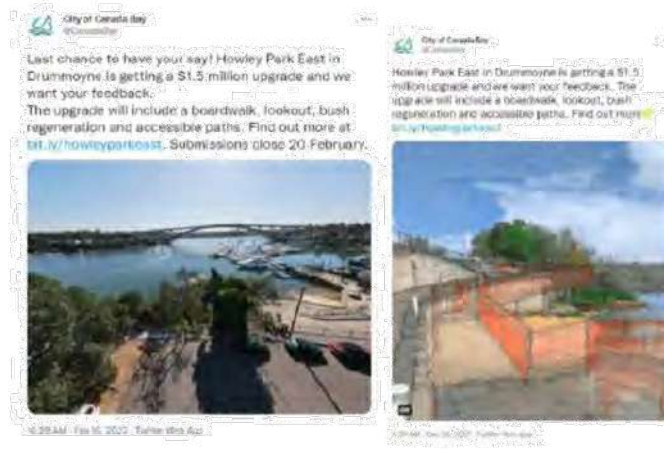 City of Canada Bay
Last chance to have your say! Howley Park East in
Drummoyne is getting a $1.5 million upgrade and we
want your feedback.
The upgrade will include a boardwalk, lookout, bush
regeneration and accessible paths. Find out more at
bit.ly/howleyparkeast. Submissions close 20 February.
City of Canada Bay
Howley Park East in Drummoyne is getting a $1.5
million upgrade and we want your feedback. The
upgrade will include a boardwalk, lookout, bush
regeneration and accessible paths. Find out more
bit.ly/howleyparkeast